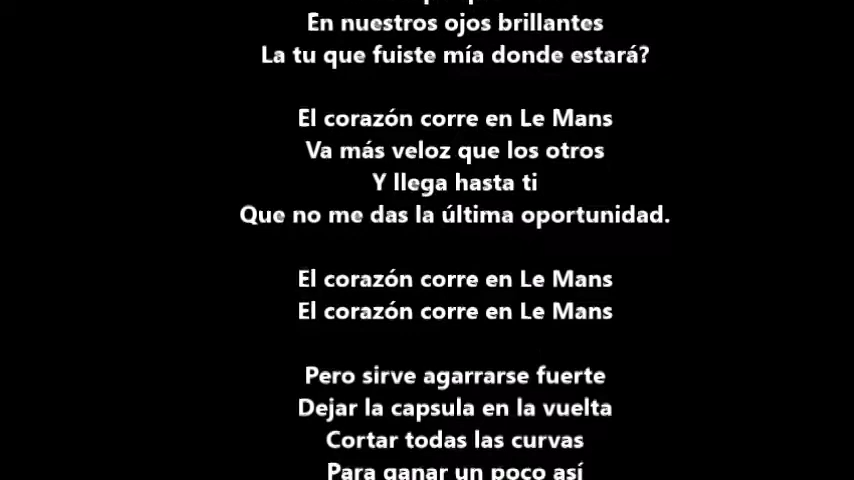 En nuestros ojos brillantes
La tu que fuiste mía donde estará?
El corazón corre en Le Mans
Va más veloz que los otros
Y llega hasta ti
Que no me das la última oportunidad.
El corazón corre en Le Mans
El corazón corre en Le Mans
Pero sirve agarrarse fuerte
Dejar la capsula en la vuelta
Cortar todas las curvas
Para ganar un poco así